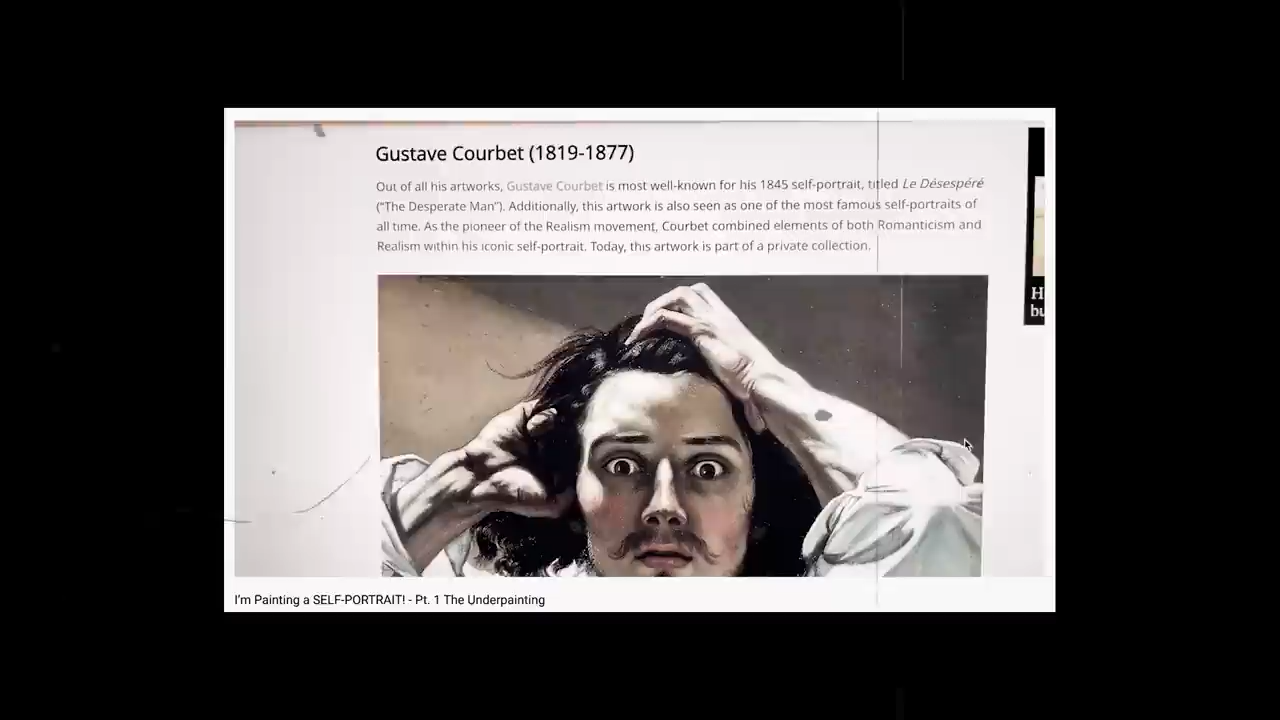 Gustave Courbet (1819-1877)
Out of all his artworks, Gustave Courbet is most well-known for his 1845 self-portrait, titled Le Désespéré
(“The Desperate Man”). Additionally, this artwork is also seen as one of the most famous self-portraits of
all time. As the pioneer of the Realism movement, Courbet combined elements of both Romanticism and
Realism within his iconic self-portrait. Today, this artwork is part of a private collection.
H
bu
I'm Painting a SELF-PORTRAIT! - Pt. 1 The Underpainting